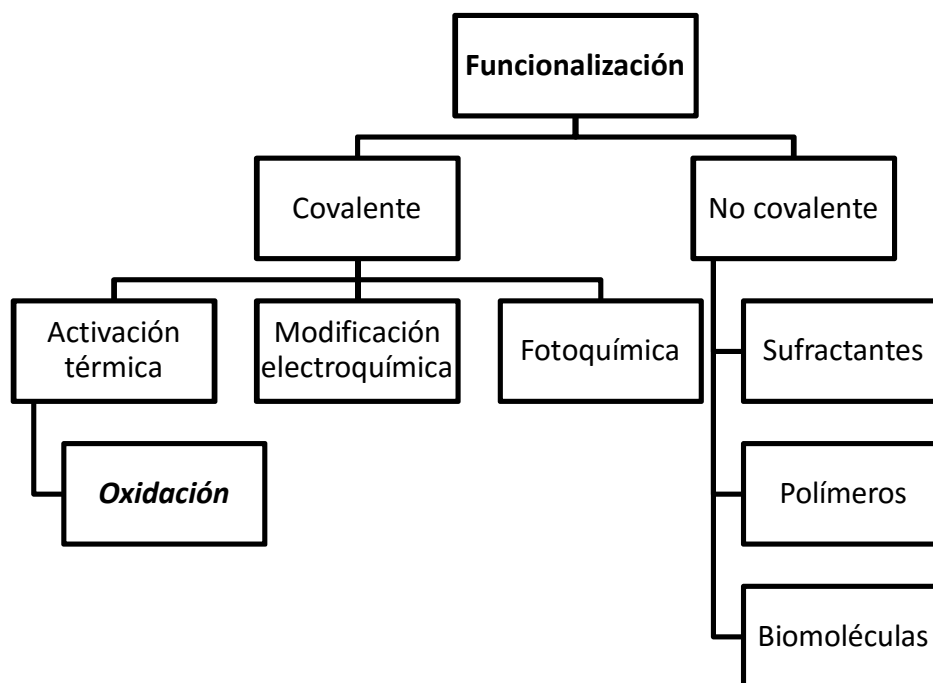 Funcionalización
Covalente
No covalente
Activación
térmica
Modificación
electroquímica
Fotoquímica
Sufractantes
Oxidación
Polímeros
Biomoléculas